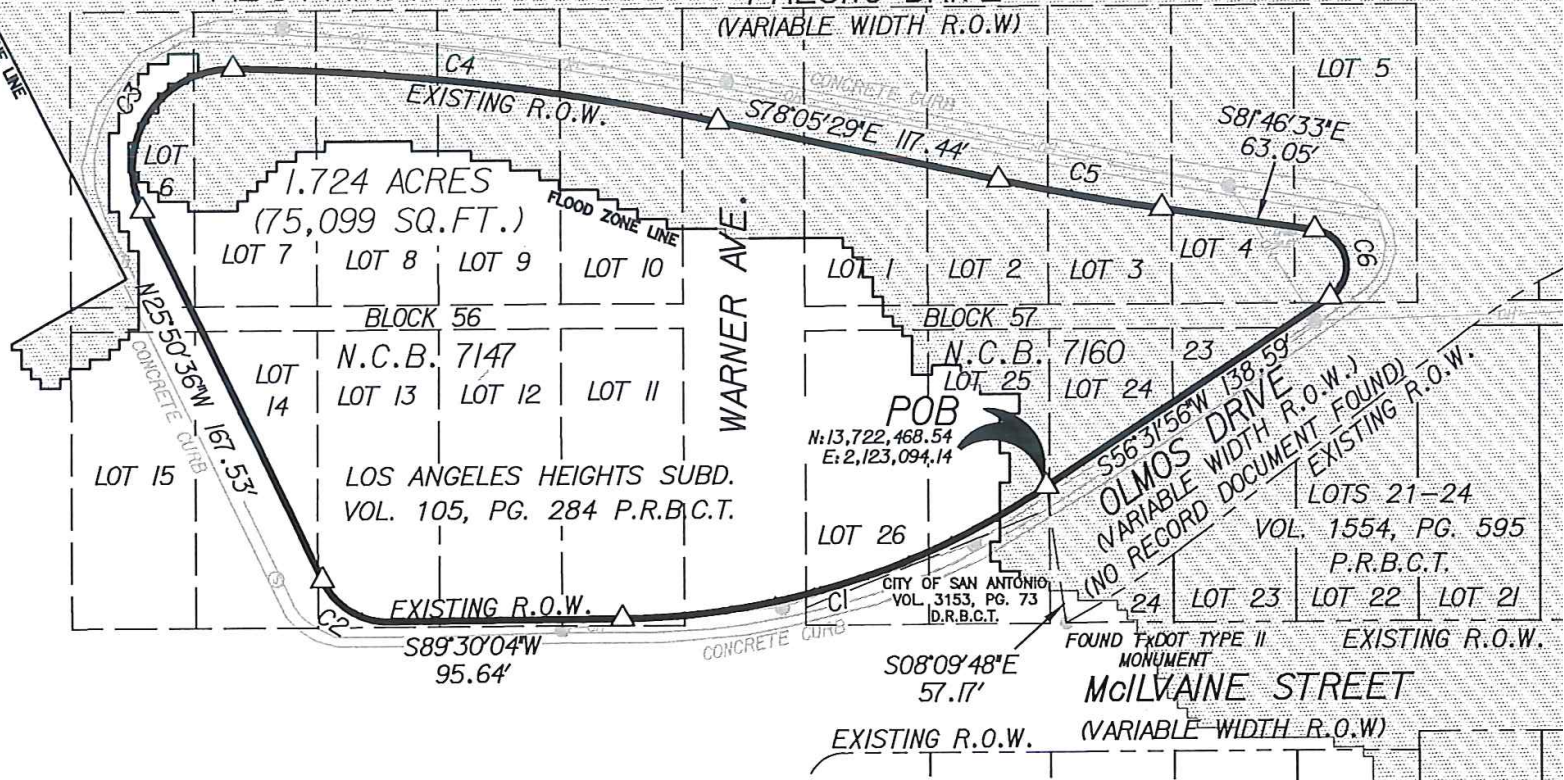 (VARIABLE WIDTH R.O.W)
LOT 5
C4
CONCRETE CURB
EXISTING R.O.W.
S78°05'29"E 117.44'
S81°46'33"E
63.05'
C3
LOT
6
C5
1.724 ACRES
(75,099 SQ.FT.)
FLOOD ZONE LINE
WARNER AVE.
LOT 4
C6
LOT 7
LOT 8
LOT 9
LOT 10
LOT 1
LOT 2
LOT 3
BLOCK 56
BLOCK 57
N.C.B. 7147
N.C.B. 7160
23
N25°50'36"W 167.53'
CONCRETE CURB
LOT
14
LOT 13
LOT 12
LOT 11
LOT 25
LOT 24
POB
N:13,722,468.54
E:2,123,094.14
S56°31'56"W 138.59'
OLMOS DRIVE
(VARIABLE WIDTH R.O.W.)
(NO RECORD DOCUMENT FOUND)
EXISTING R.O.W.
LOT 15
LOS ANGELES HEIGHTS SUBD.
VOL. 105, PG. 284 P.R.B.C.T.
LOTS 21-24
VOL. 1554, PG. 595
P.R.B.C.T.
LOT 26
CITY OF SAN ANTONIO
VOL. 3153, PG. 73
D.R.B.C.T.
C1
C2
EXISTING R.O.W.
24
LOT 23
LOT 22
LOT 21
S89°30'04"W
95.64'
CONCRETE CURB
FOUND TXDOT TYPE II
MONUMENT
EXISTING R.O.W.
S08°09'48"E
57.17'
McILVAINE STREET
(VARIABLE WIDTH R.O.W)
EXISTING R.O.W.